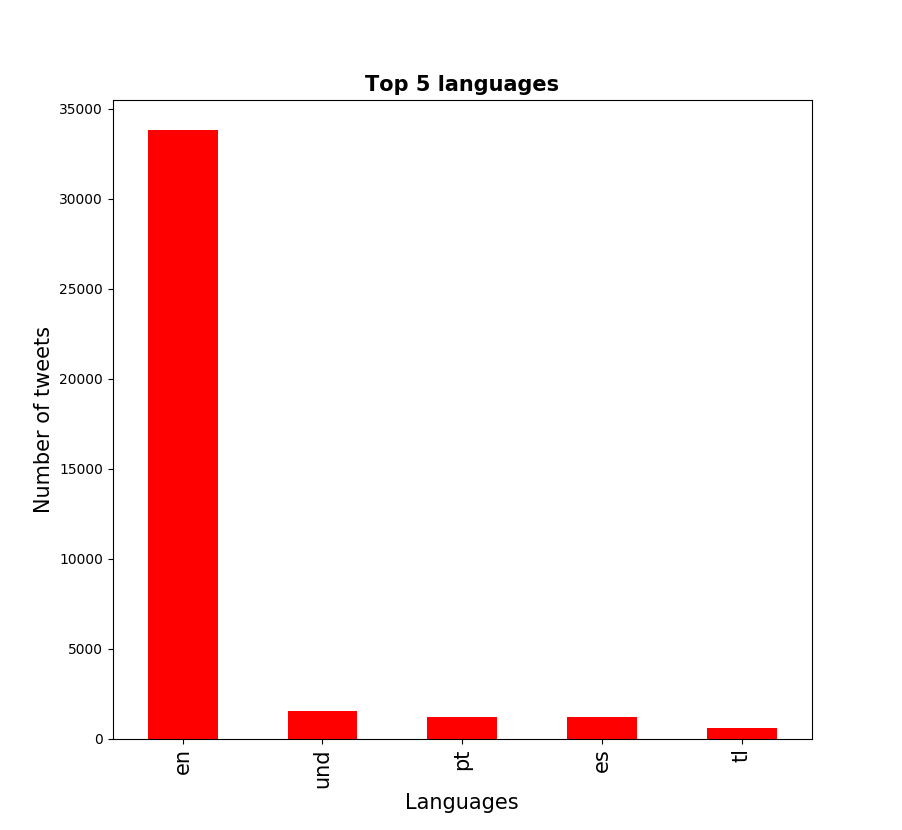 Top 5 languages
35000
30000
25000
20000
15000
10000
5000
0
Number of tweets
en
und
pt
es
tl
Languages